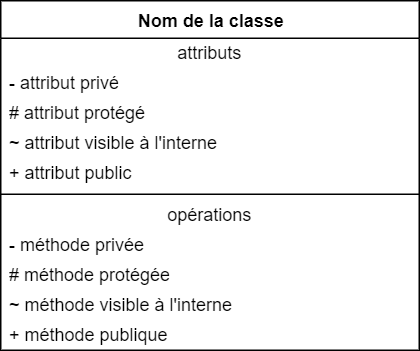 Nom de la classe
attributs
- attribut privé
# attribut protégé
~ attribut visible à l'interne
+ attribut public
opérations
- méthode privée
# méthode protégée
~ méthode visible à l'interne
+ méthode publique